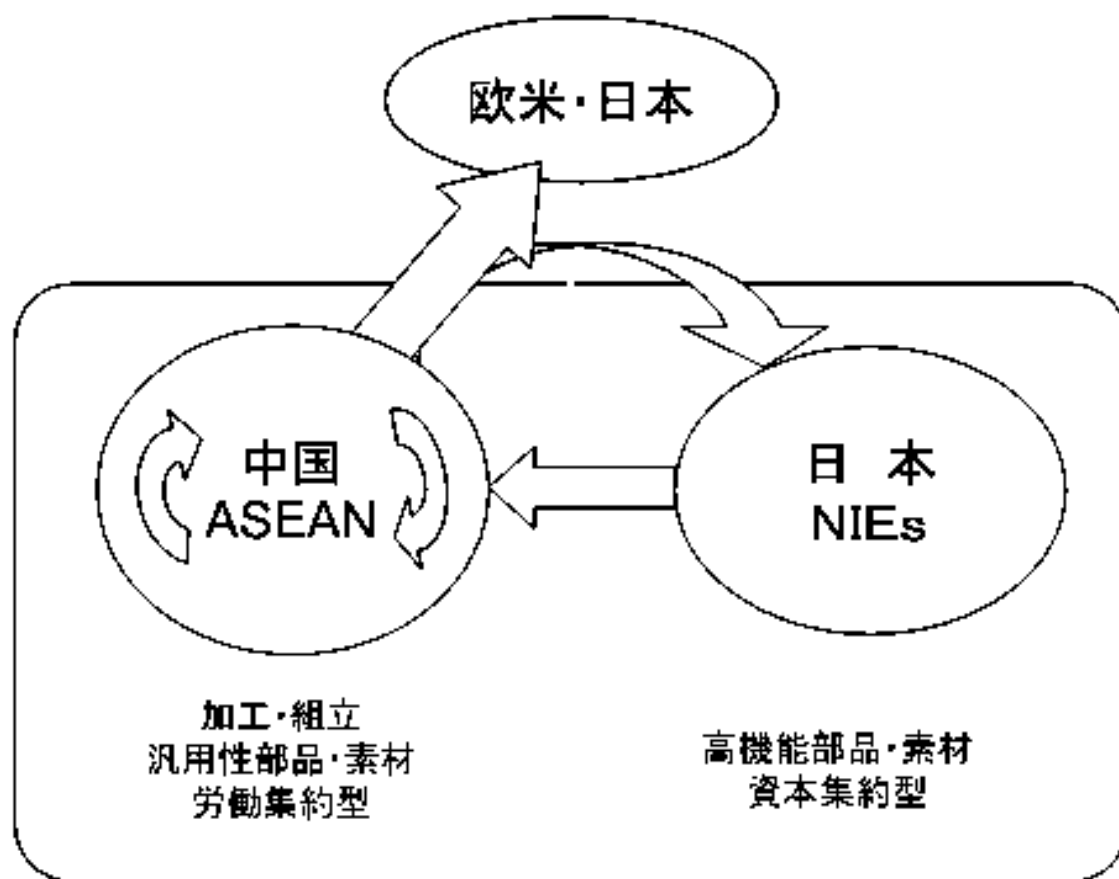 欧米・日本
中国
ASEAN
日 本
NIEs
加工・組立
汎用性部品・素材
労働集約型
高機能部品・素材
資本集約型